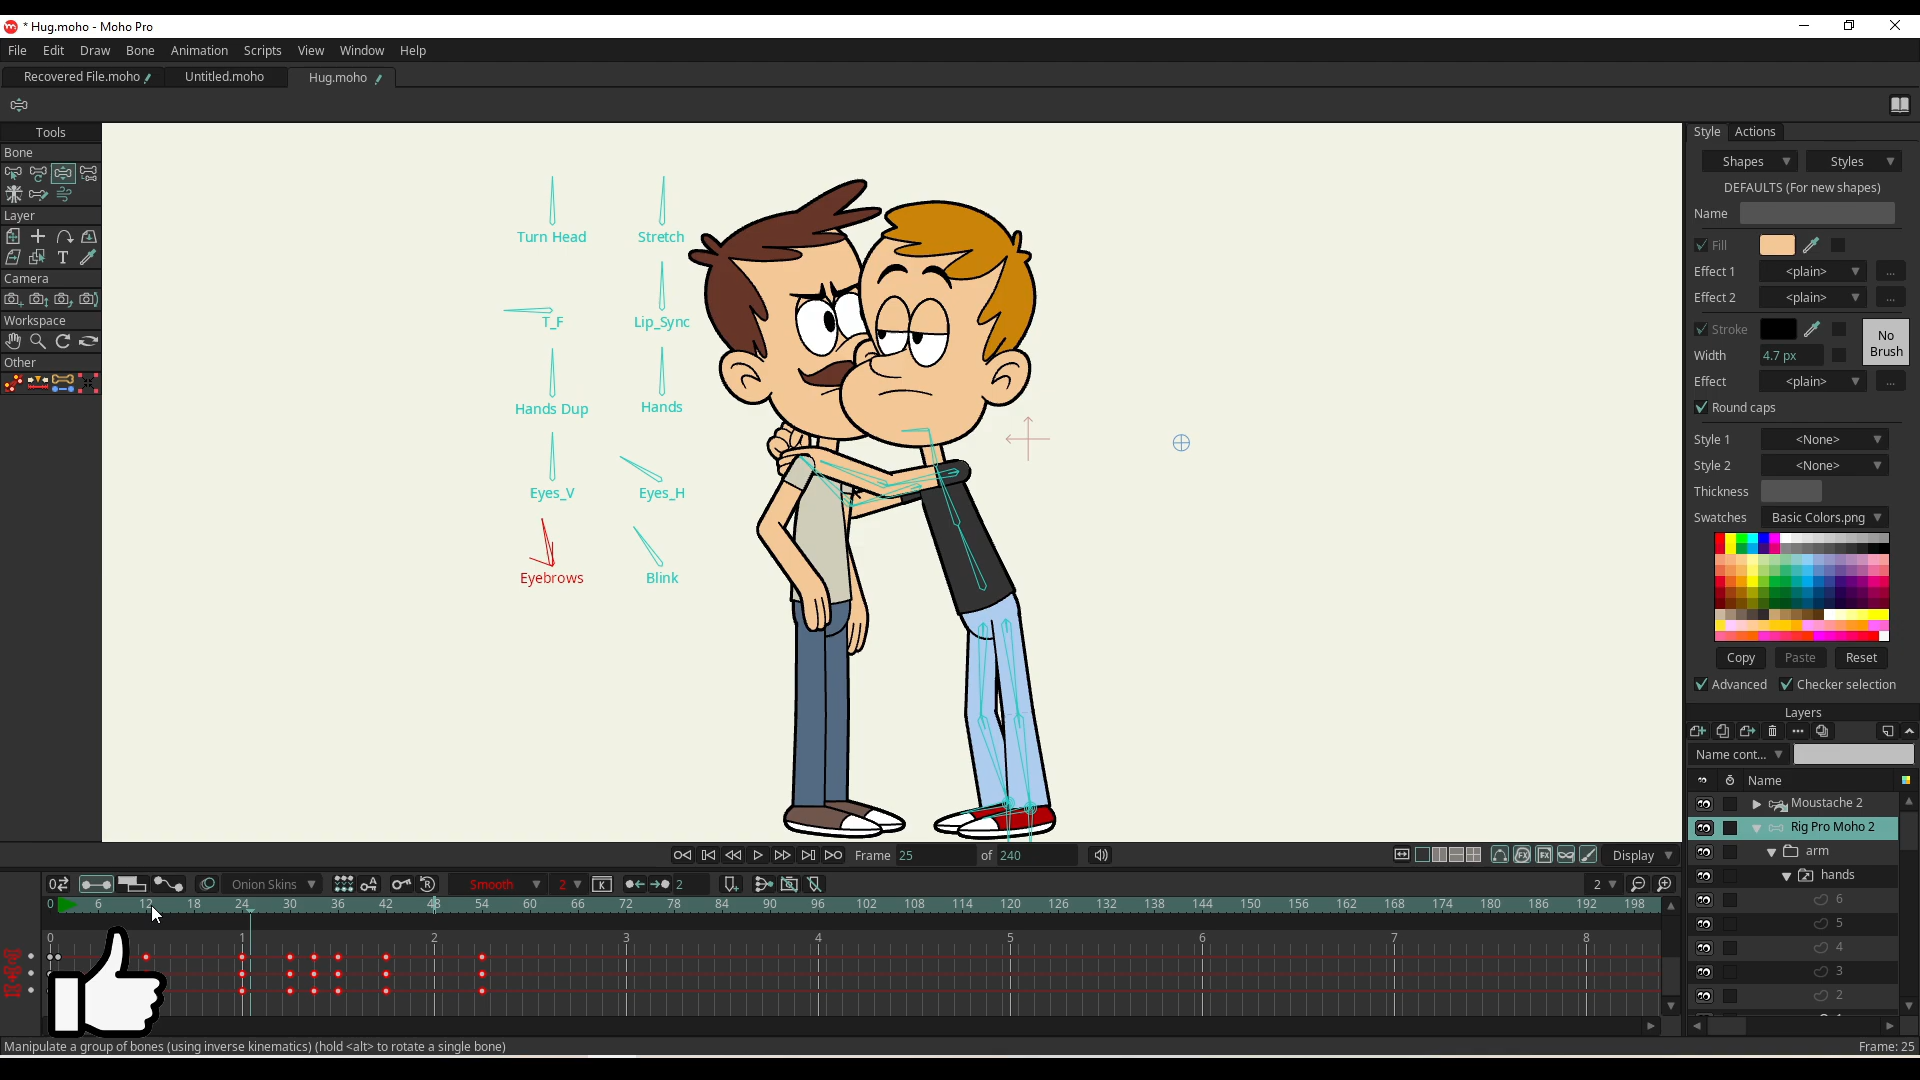 * Hug.moho - Moho Pro
File Edit Draw Bone Animation Scripts View Window Help
Recovered File.moho Untitled.moho Hug.moho
Tools
Bone
Layer
T
Camera
Workspace
Other
Turn Head Stretch
T_F Lip_Sync
Hands Dup Hands
Eyes_V Eyes_H
Eyebrows Blink
Style Actions
Shapes Styles
DEFAULTS (For new shapes)
Name
Fill
Effect 1 <plain> ...
Effect 2 <plain> ...
Stroke
No Brush
Width 4.7 px
Effect <plain> ...
Round caps
Style 1 <None>
Style 2 <None>
Thickness
Swatches Basic Colors.png
Copy Paste Reset
Advanced Checker selection
Layers
Name cont...
Name
Moustache 2
Rig Pro Moho 2
arm
hands
6
5
4
3
2
Frame 25 of 240
Display
Onion Skins Smooth 2 2 2
0 6 12 18 24 30 36 42 48 54 60 66 72 78 84 90 96 102 108 114 120 126 132 138 144 150 156 162 168 174 180 186 192 198
0 1 2 3 4 5 6 7 8
Manipulate a group of bones (using inverse kinematics) (hold <alt> to rotate a single bone)
Frame: 25